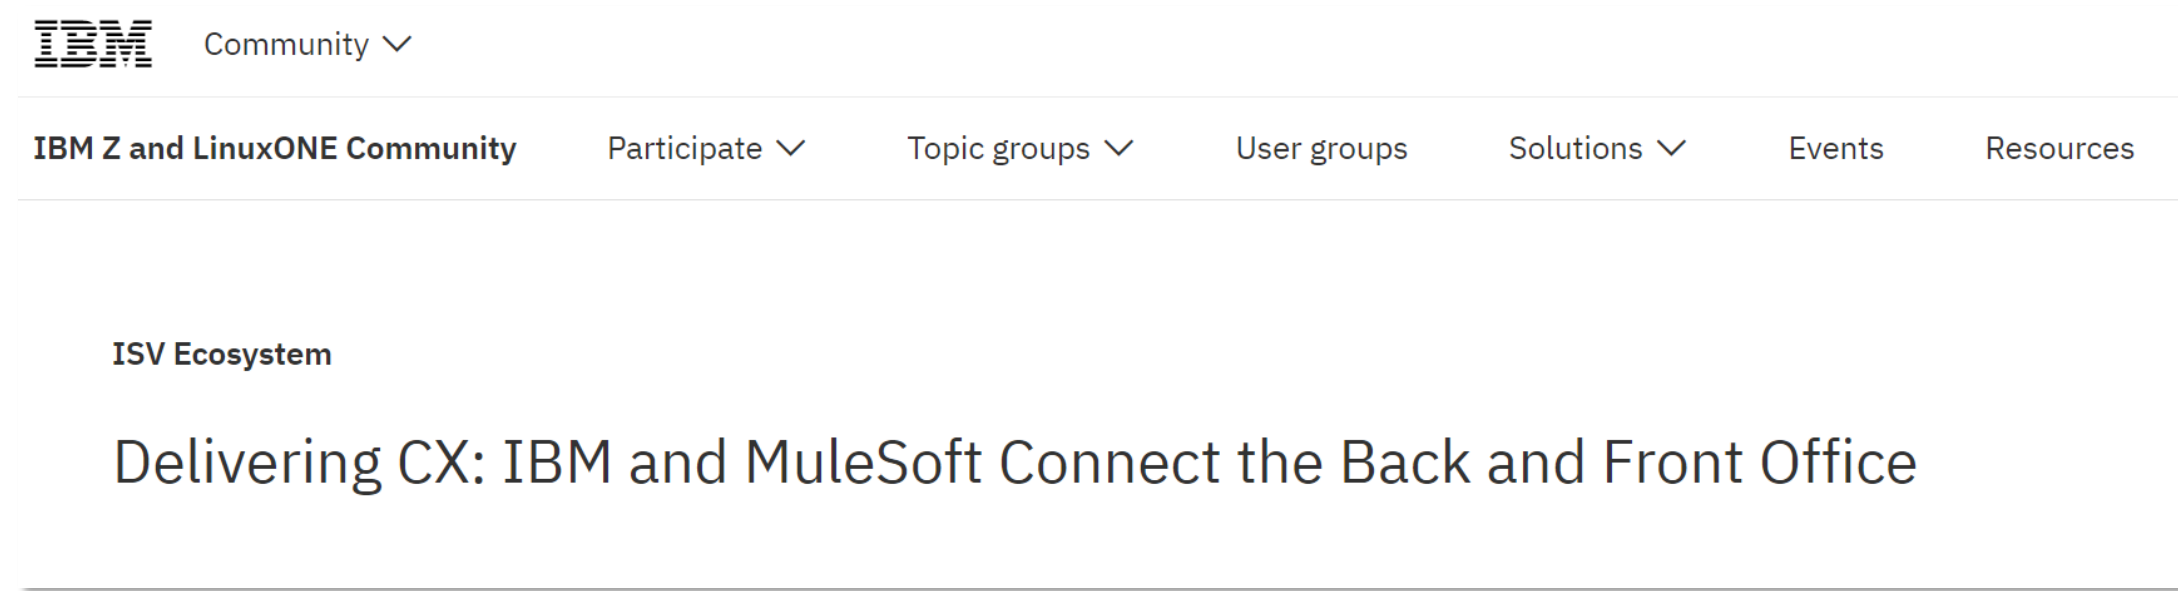 IBM Community
IBM Z and LinuxONE Community Participate Topic groups User groups Solutions Events Resources
ISV Ecosystem
Delivering CX: IBM and MuleSoft Connect the Back and Front Office